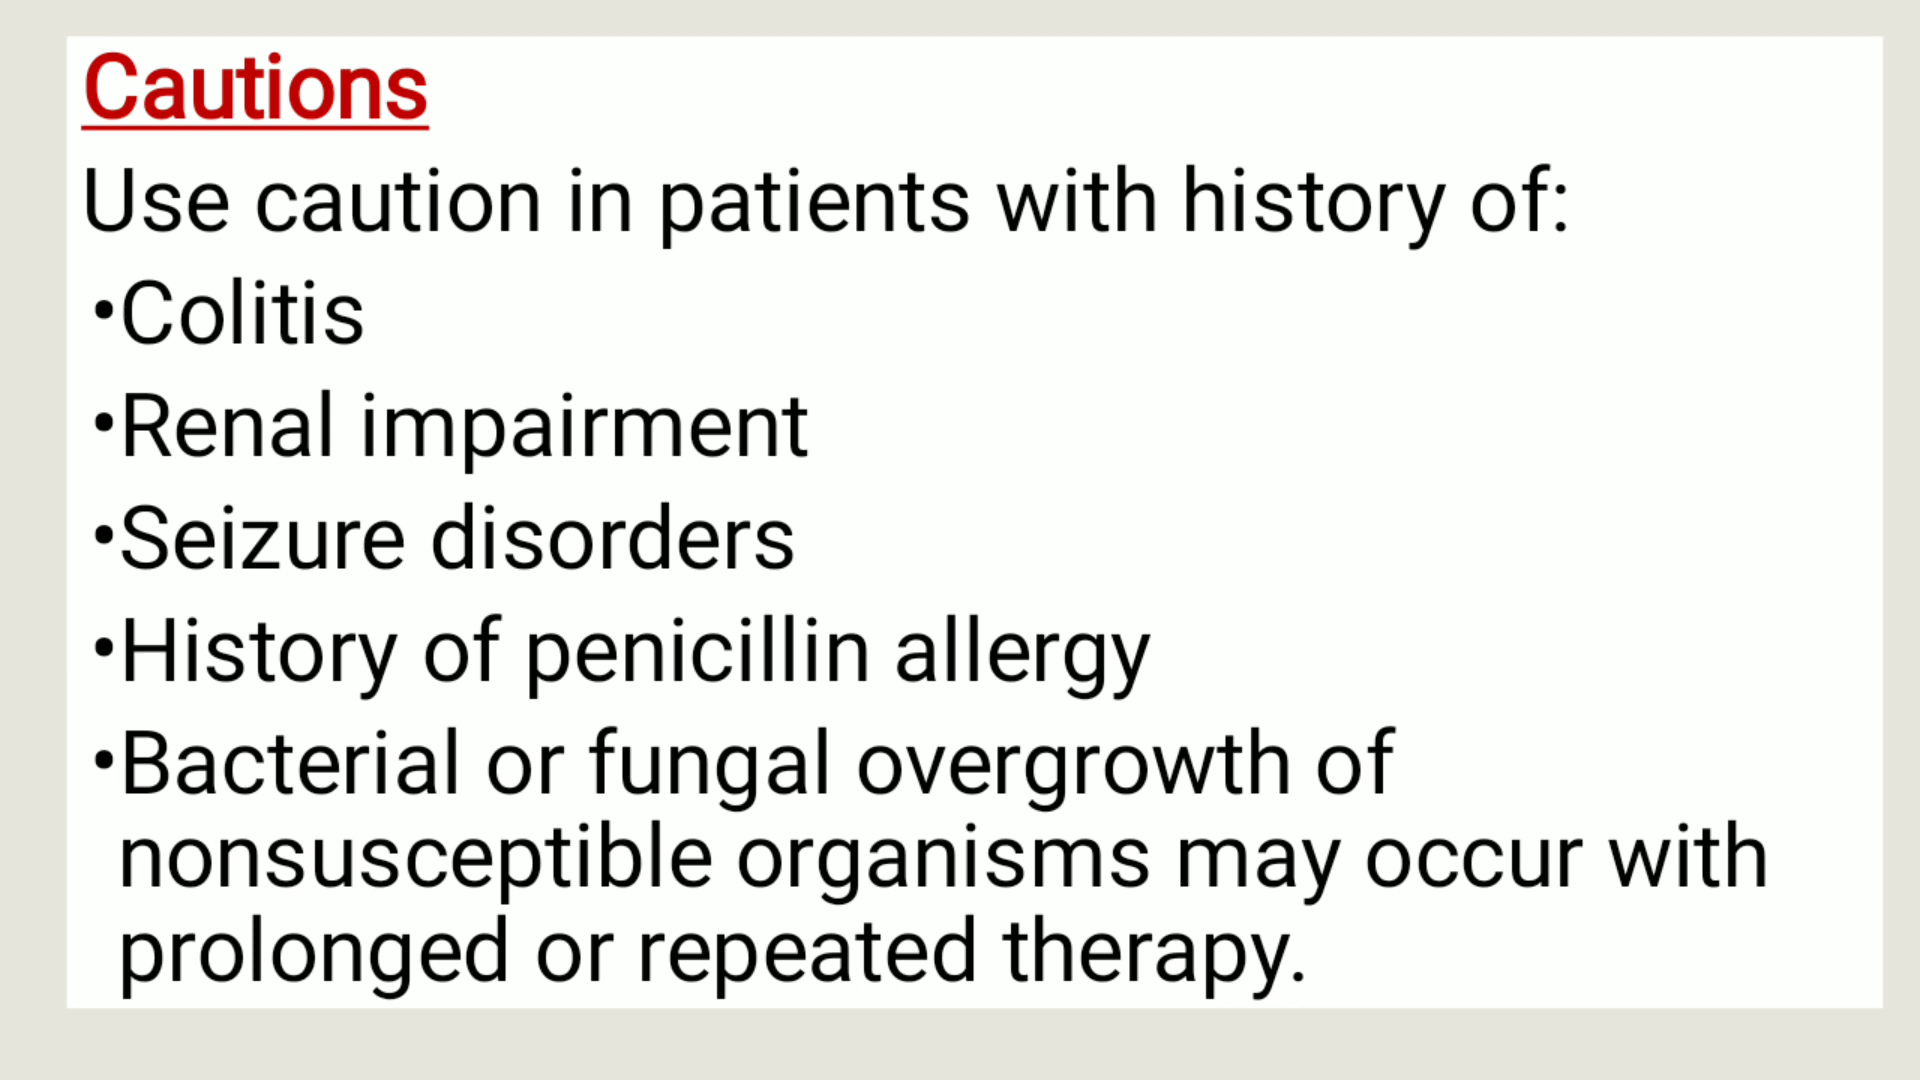 Cautions
Use caution in patients with history of:
•Colitis
•Renal impairment
•Seizure disorders
•History of penicillin allergy
•Bacterial or fungal overgrowth of
nonsusceptible organisms may occur with
prolonged or repeated therapy.